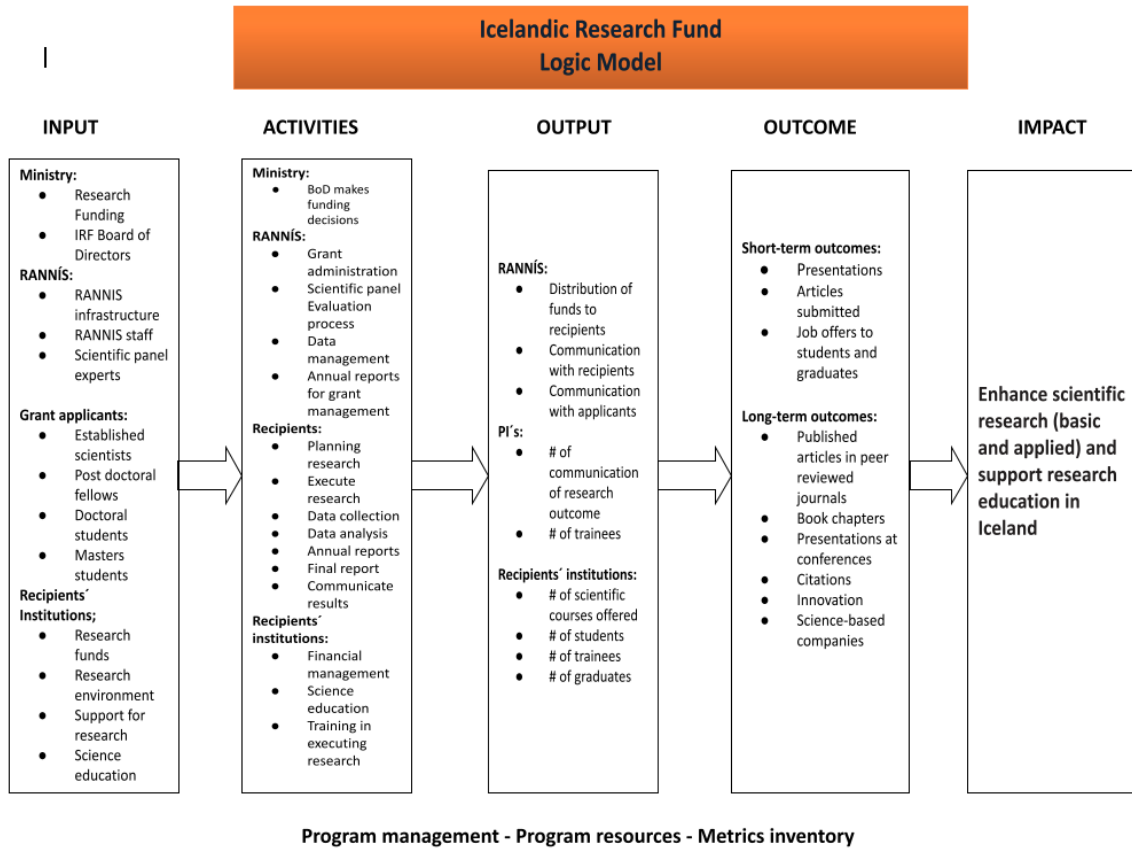 Icelandic Research Fund
Logic Model
INPUT
Ministry:
● Research
Funding
● IRF Board of
Directors
RANNÍS:
● RANNIS
infrastructure
● RANNIS staff
● Scientific panel
experts
Grant applicants:
● Established
scientists
● Post doctoral
fellows
● Doctoral
students
● Masters
students
Recipients´
Institutions;
● Research
funds
● Research
environment
● Support for
research
● Science
education
ACTIVITIES
Ministry:
● BoD makes
funding
decisions
RANNÍS:
● Grant
administration
● Scientific panel
Evaluation
process
● Data
management
● Annual reports
for grant
management
Recipients:
● Planning
research
● Execute
research
● Data collection
● Data analysis
● Annual reports
● Final report
● Communicate
results
Recipients´
institutions:
● Financial
management
● Science
education
● Training in
executing
research
OUTPUT
RANNÍS:
● Distribution of
funds to
recipients
● Communication
with recipients
● Communication
with applicants
PI´s:
● # of
communication
of research
outcome
● # of trainees
Recipients´ institutions:
● # of scientific
courses offered
● # of students
● # of trainees
● # of graduates
OUTCOME
Short-term outcomes:
● Presentations
● Articles
submitted
● Job offers to
students and
graduates
Long-term outcomes:
● Published
articles in peer
reviewed
journals
● Book chapters
● Presentations at
conferences
● Citations
● Innovation
● Science-based
companies
IMPACT
Enhance scientific
research (basic
and applied) and
support research
education in
Iceland
Program management - Program resources - Metrics inventory